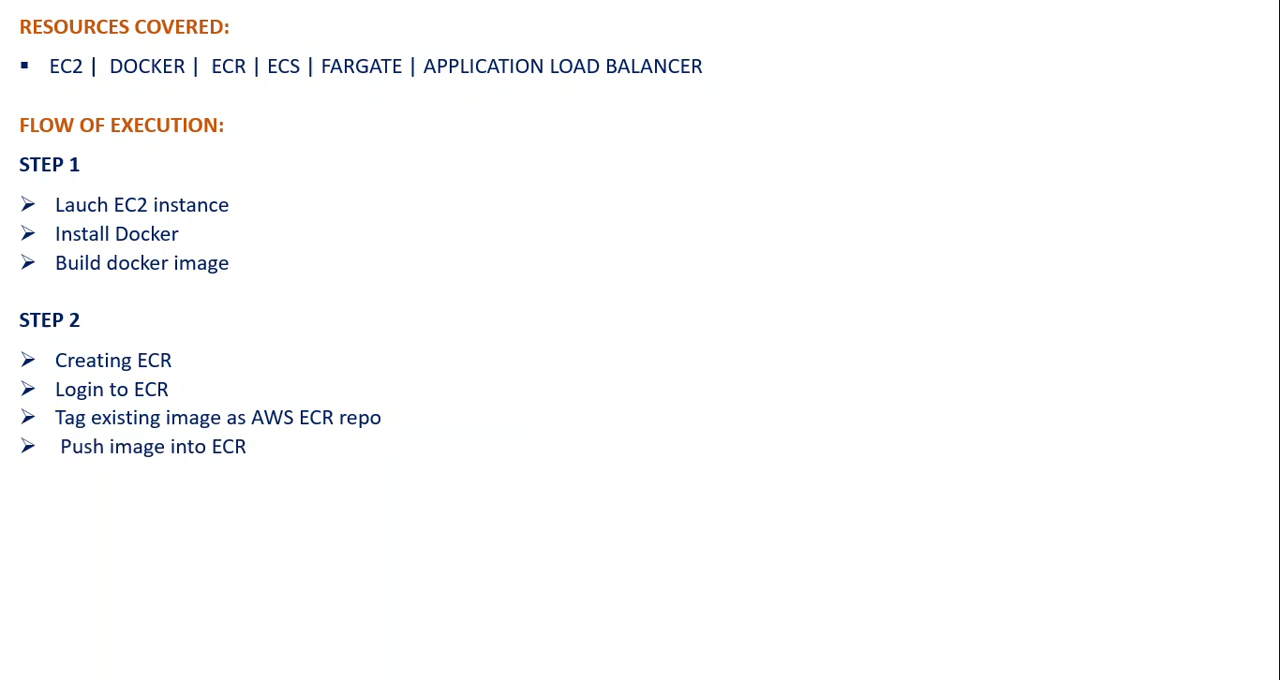 RESOURCES COVERED:
▪ EC2 | DOCKER | ECR | ECS | FARGATE | APPLICATION LOAD BALANCER
FLOW OF EXECUTION:
STEP 1
➢ Lauch EC2 instance
➢ Install Docker
➢ Build docker image
STEP 2
➢ Creating ECR
➢ Login to ECR
➢ Tag existing image as AWS ECR repo
➢ Push image into ECR